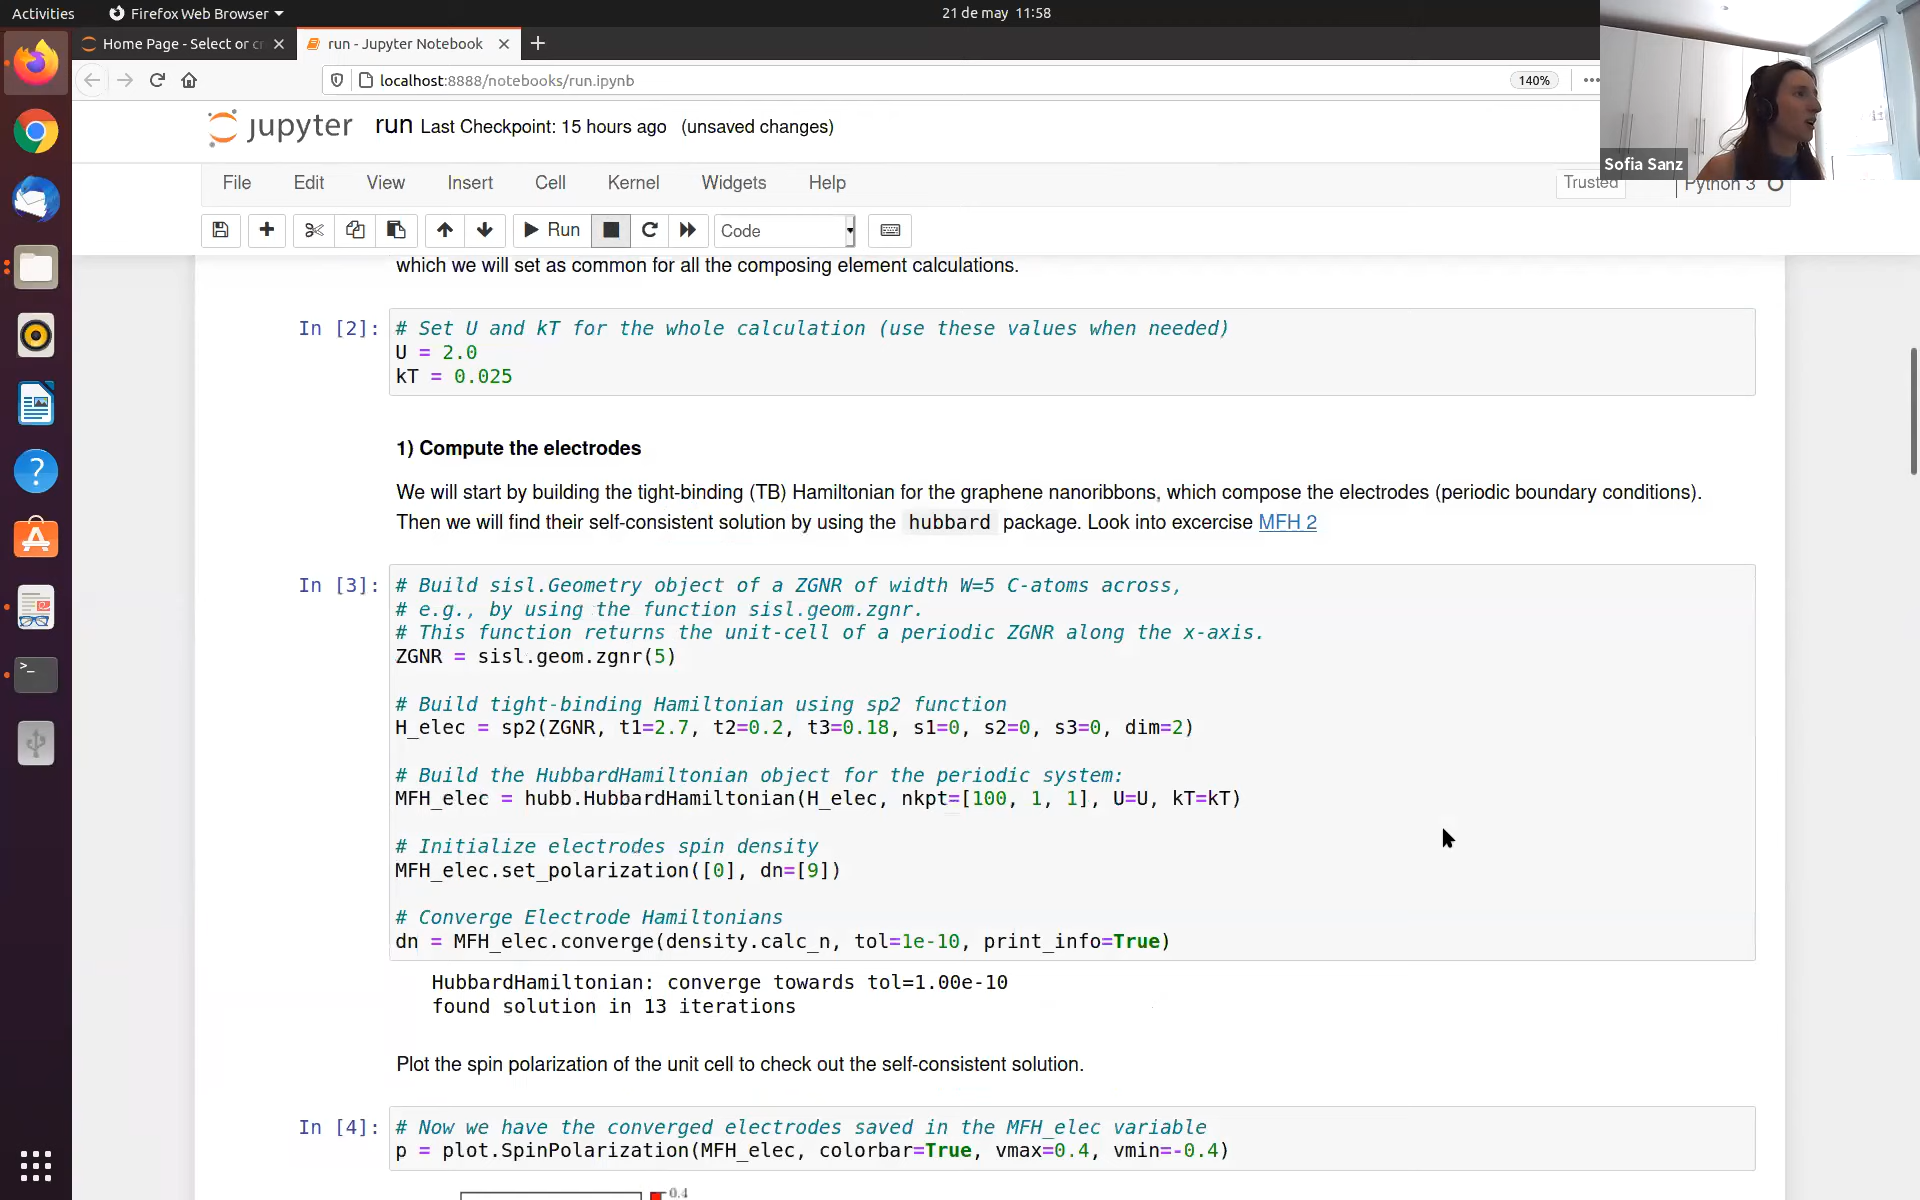 Activities
Firefox Web Browser
21 de may 11:58
Home Page - Select or c
run - Jupyter Notebook
localhost:8888/notebooks/run.ipynb
140%
Sofia Sanz
jupyter run Last Checkpoint: 15 hours ago (unsaved changes)
File Edit View Insert Cell Kernel Widgets Help
Trusted
Python 3
Run
Code
which we will set as common for all the composing element calculations.
In [2]:
# Set U and kT for the whole calculation (use these values when needed)
U = 2.0
kT = 0.025
1) Compute the electrodes
We will start by building the tight-binding (TB) Hamiltonian for the graphene nanoribbons, which compose the electrodes (periodic boundary conditions).
Then we will find their self-consistent solution by using the hubbard package. Look into excercise MFH 2
In [3]:
# Build sisl.Geometry object of a ZGNR of width W=5 C-atoms across,
# e.g., by using the function sisl.geom.zgnr.
# This function returns the unit-cell of a periodic ZGNR along the x-axis.
ZGNR = sisl.geom.zgnr(5)
# Build tight-binding Hamiltonian using sp2 function
H_elec = sp2(ZGNR, t1=2.7, t2=0.2, t3=0.18, s1=0, s2=0, s3=0, dim=2)
# Build the HubbardHamiltonian object for the periodic system:
MFH_elec = hubb.HubbardHamiltonian(H_elec, nkpt=[100, 1, 1], U=U, kT=kT)
# Initialize electrodes spin density
MFH_elec.set_polarization([0], dn=[9])
# Converge Electrode Hamiltonians
dn = MFH_elec.converge(density.calc_n, tol=1e-10, print_info=True)
HubbardHamiltonian: converge towards tol=1.00e-10
found solution in 13 iterations
Plot the spin polarization of the unit cell to check out the self-consistent solution.
In [4]:
# Now we have the converged electrodes saved in the MFH_elec variable
p = plot.SpinPolarization(MFH_elec, colorbar=True, vmax=0.4, vmin=-0.4)
0.4